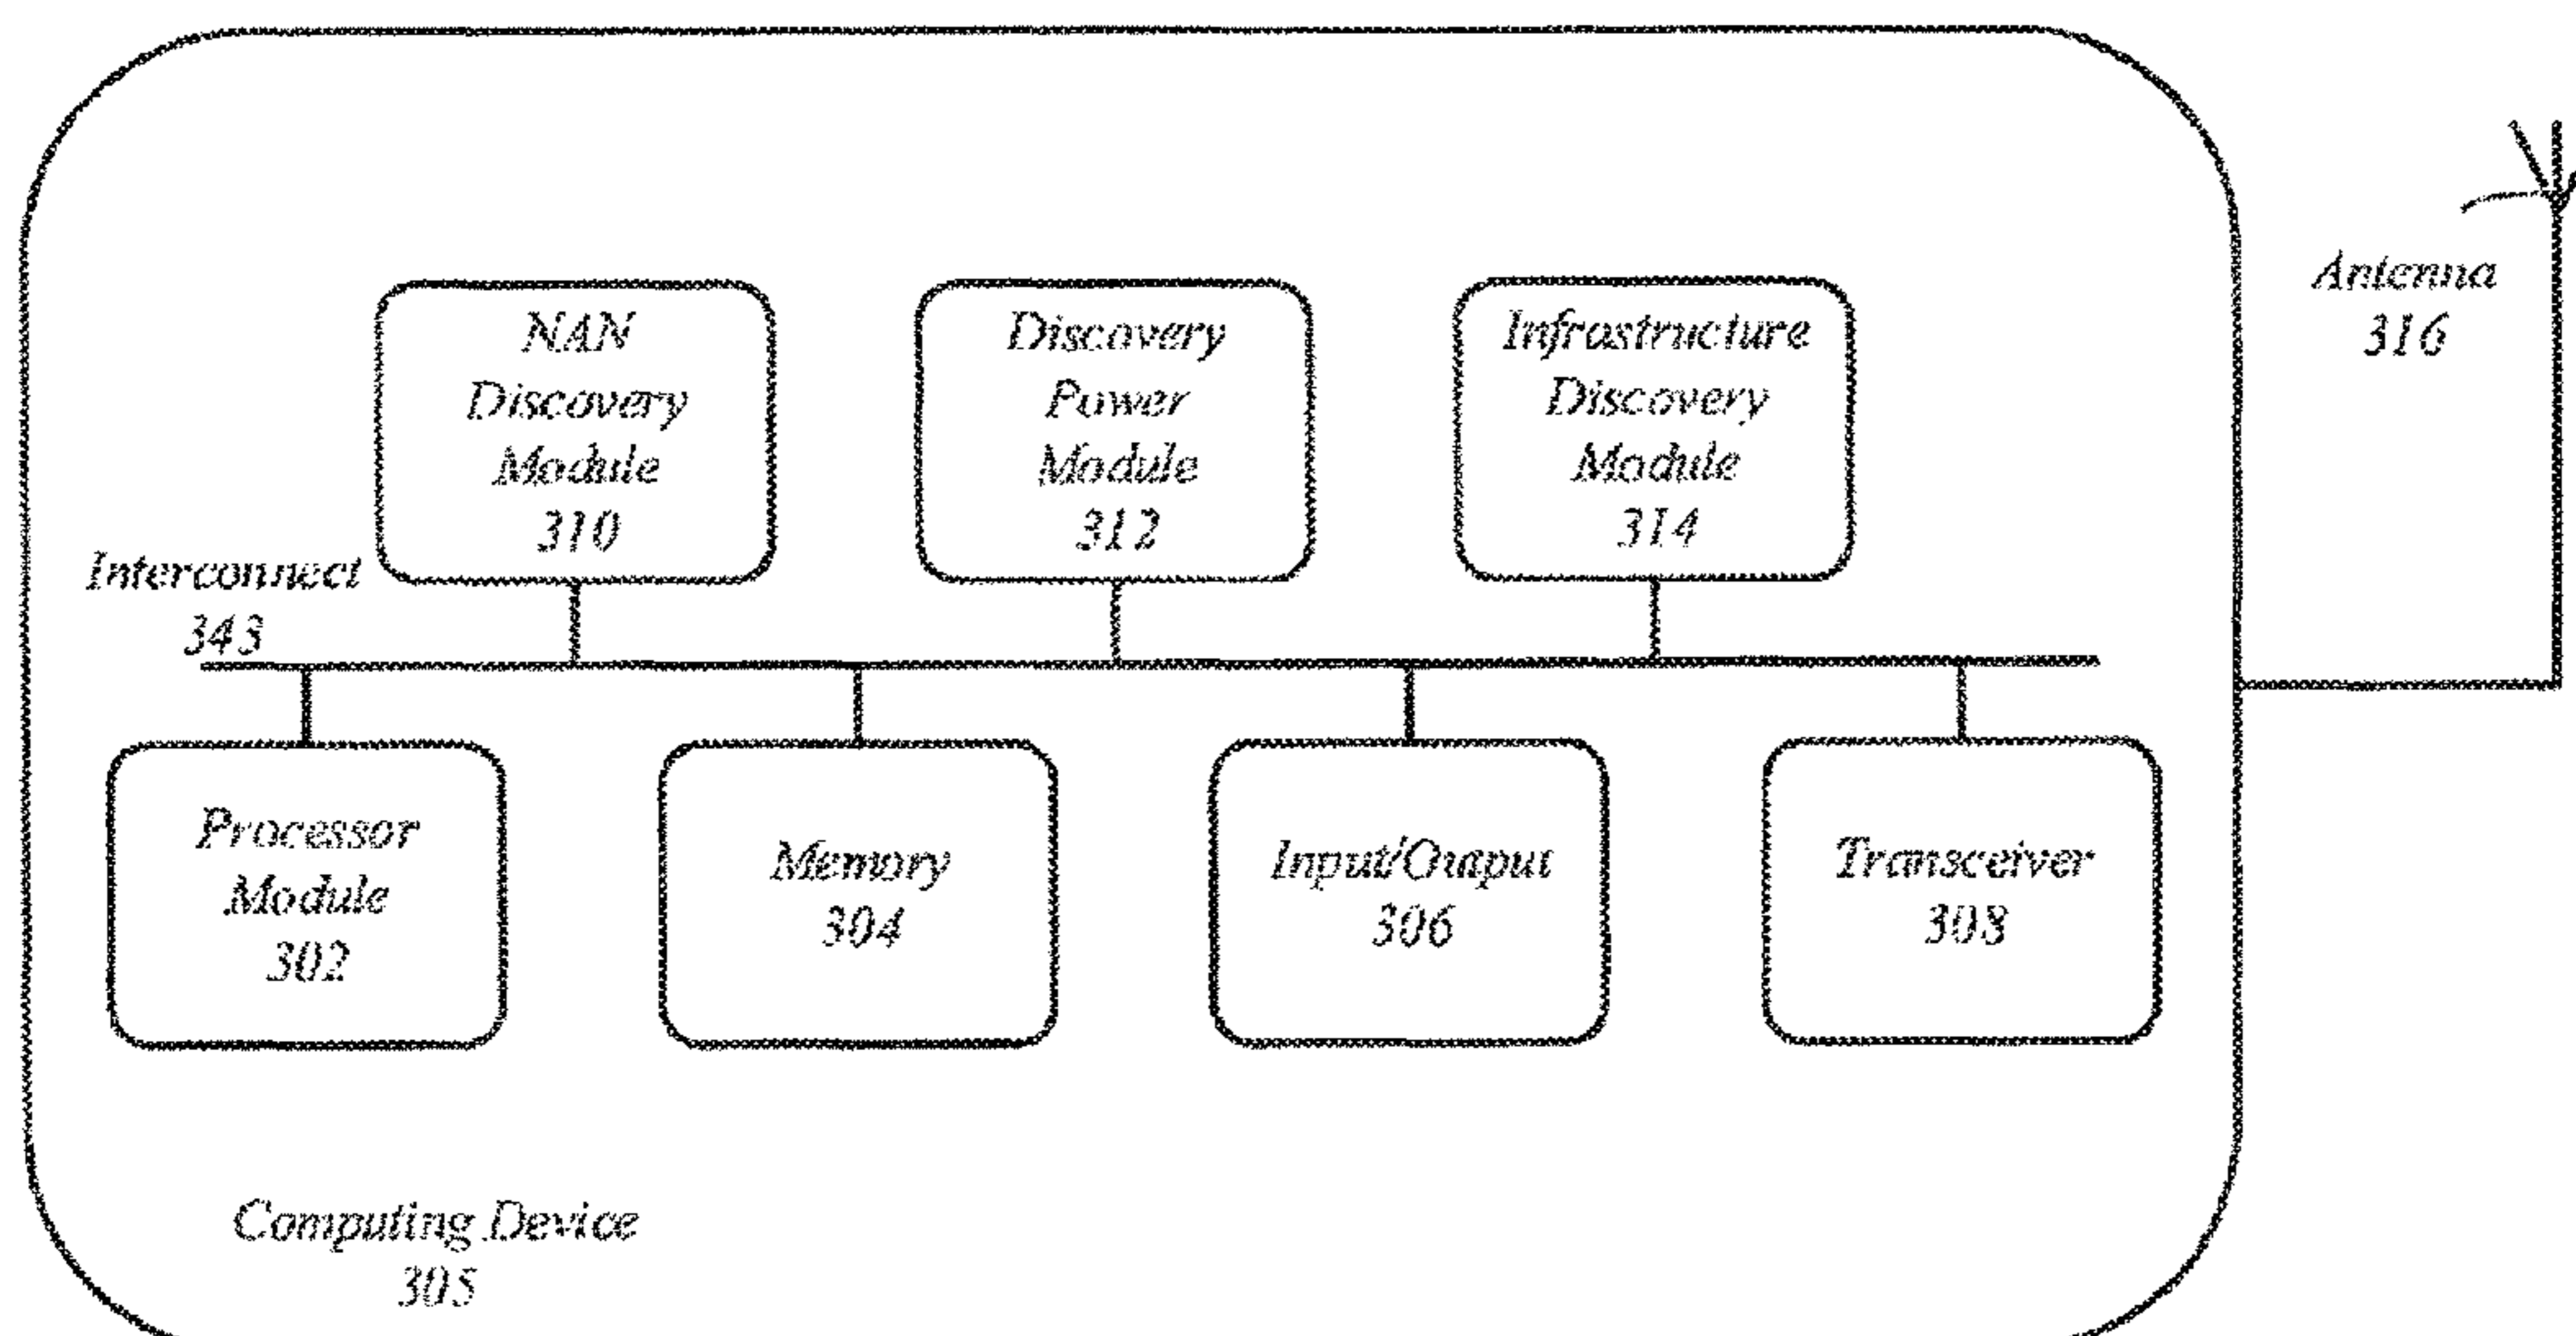 Antenna
316
NAN
Discovery
Module
310
Discovery
Power
Module
312
Infrastructure
Discovery
Module
314
Interconnect
343
Processor
Module
302
Memory
304
Input/Output
306
Transceiver
308
Computing Device
305